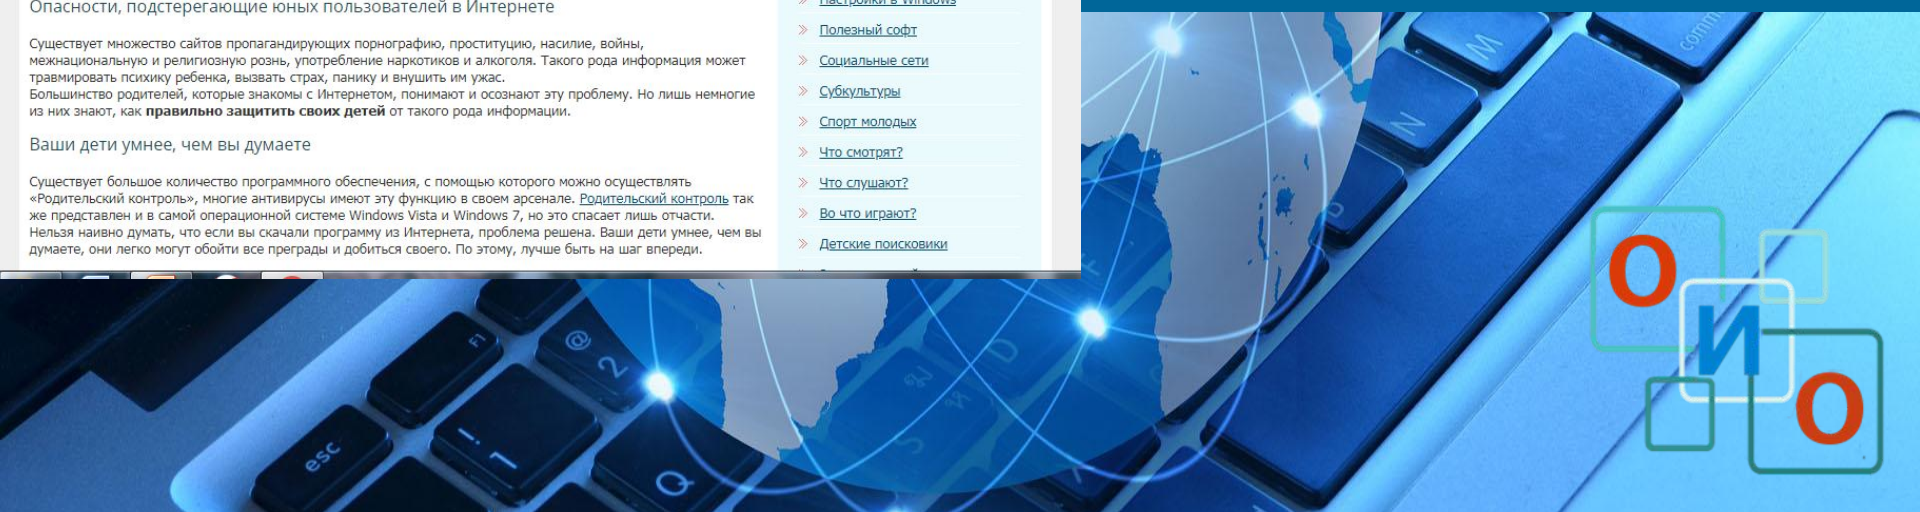 Опасности, подстерегающие юных пользователей в Интернете
Существует множество сайтов пропагандирующих порнографию, проституцию, насилие, войны,
межнациональную и религиозную рознь, употребление наркотиков и алкоголя. Такого рода информация может
травмировать психику ребенка, вызвать страх, панику и внушить им ужас.
Большинство родителей, которые знакомы с Интернетом, понимают и осознают эту проблему. Но лишь немногие
из них знают, как правильно защитить своих детей от такого рода информации.
Ваши дети умнее, чем вы думаете
Существует большое количество программного обеспечения, с помощью которого можно осуществлять
«Родительский контроль», многие антивирусы имеют эту функцию в своем арсенале. Родительский контроль так
же представлен и в самой операционной системе Windows Vista и Windows 7, но это спасает лишь отчасти.
Нельзя наивно думать, что если вы скачали программу из Интернета, проблема решена. Ваши дети умнее, чем вы
думаете, они легко могут обойти все преграды и добиться своего. По этому, лучше быть на шаг впереди.
Настройки в Windows
Полезный софт
Социальные сети
Субкультуры
Спорт молодых
Что смотрят?
Что слушают?
Во что играют?
Детские поисковики
M
N
F1
@
2
esc
! 1
Q
D
S
F
О
И
О